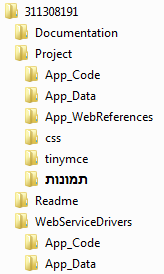 311308191
Documentation
Project
App_Code
App_Data
App_WebReferences
css
tinymce
תמונות
Readme
WebServiceDrivers
App_Code
App_Data